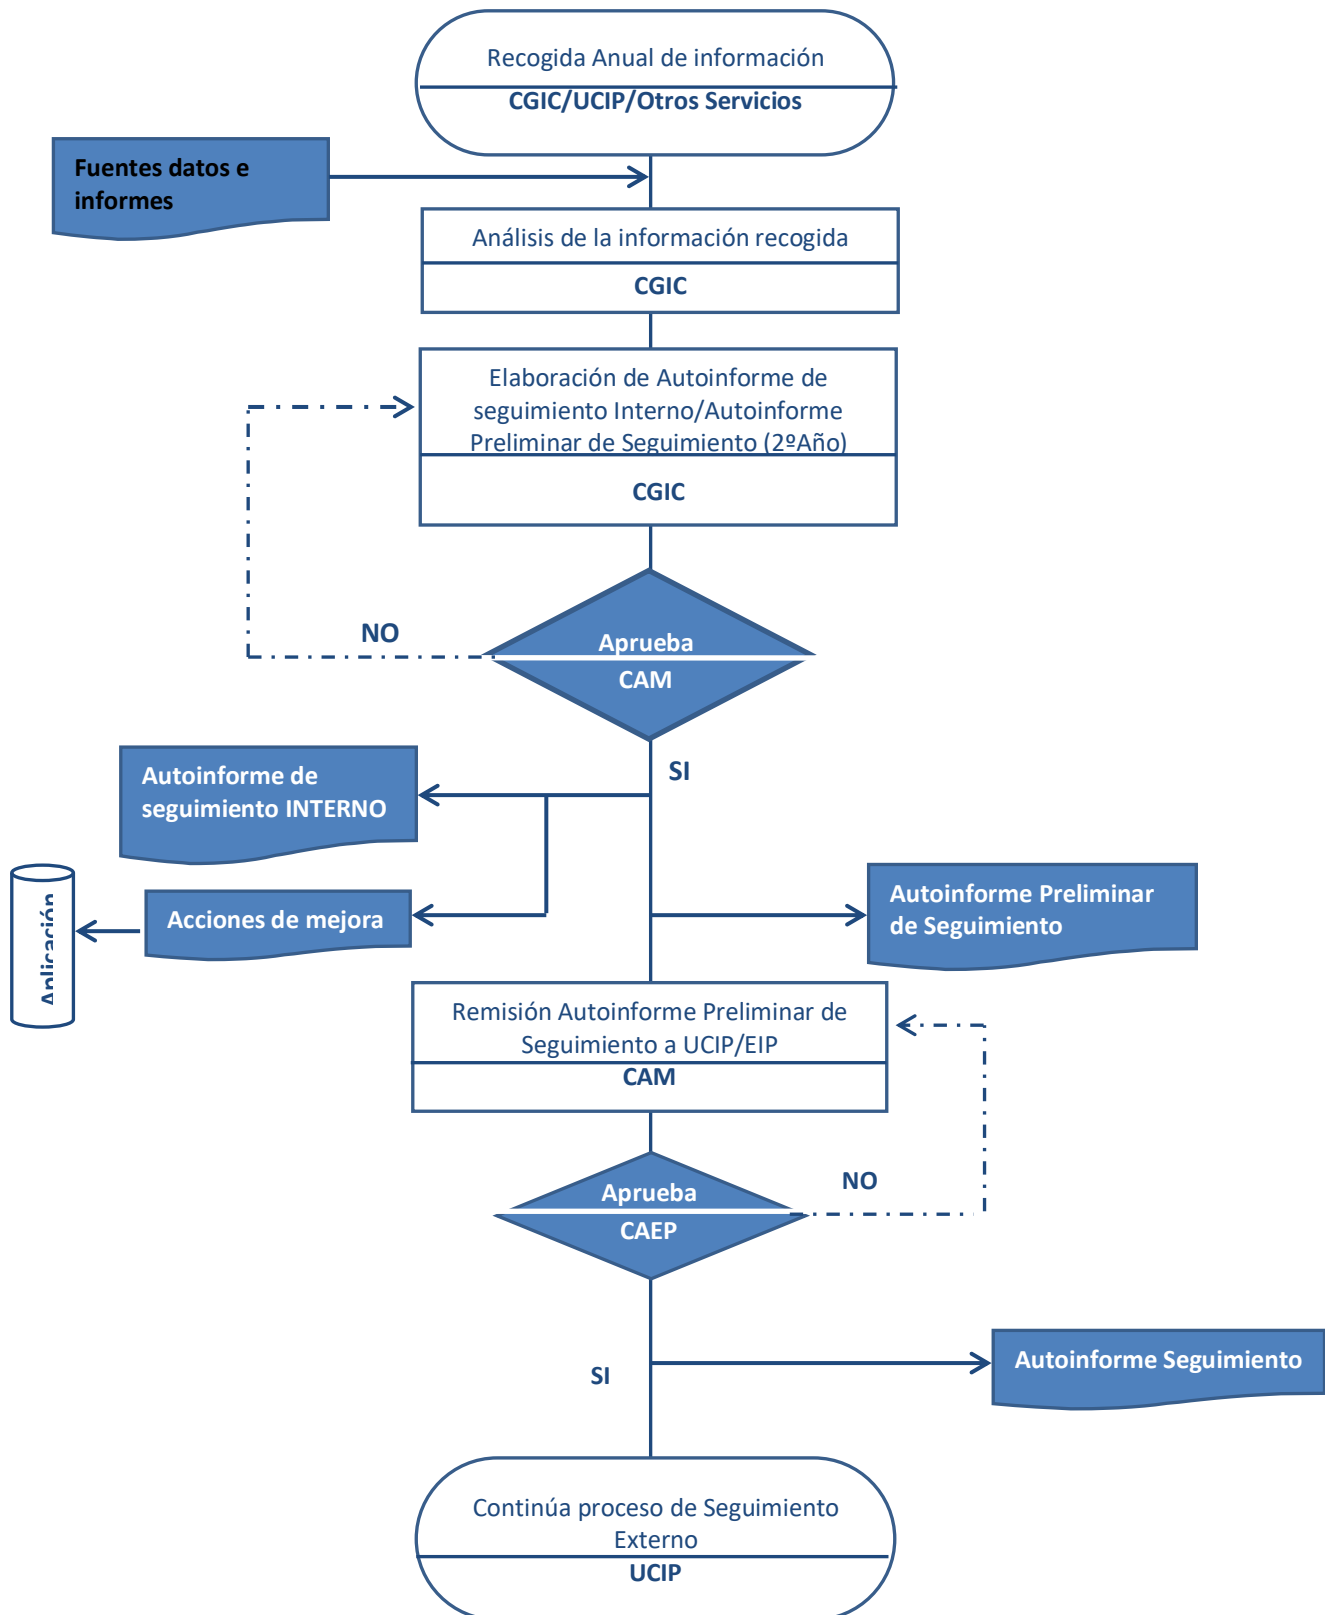 Recogida Anual de información
CGIC/UCIP/Otros Servicios
Fuentes datos e
informes
Análisis de la información recogida
CGIC
Elaboración de Autoinforme de
seguimiento Interno/Autoinforme
Preliminar de Seguimiento (2ºAño)
CGIC
NO
Aprueba
CAM
SI
Autoinforme de
seguimiento INTERNO
Aplicación
Acciones de mejora
Autoinforme Preliminar
de Seguimiento
Remisión Autoinforme Preliminar de
Seguimiento a UCIP/EIP
CAM
Aprueba
CAEP
NO
SI
Autoinforme Seguimiento
Continúa proceso de Seguimiento
Externo
UCIP